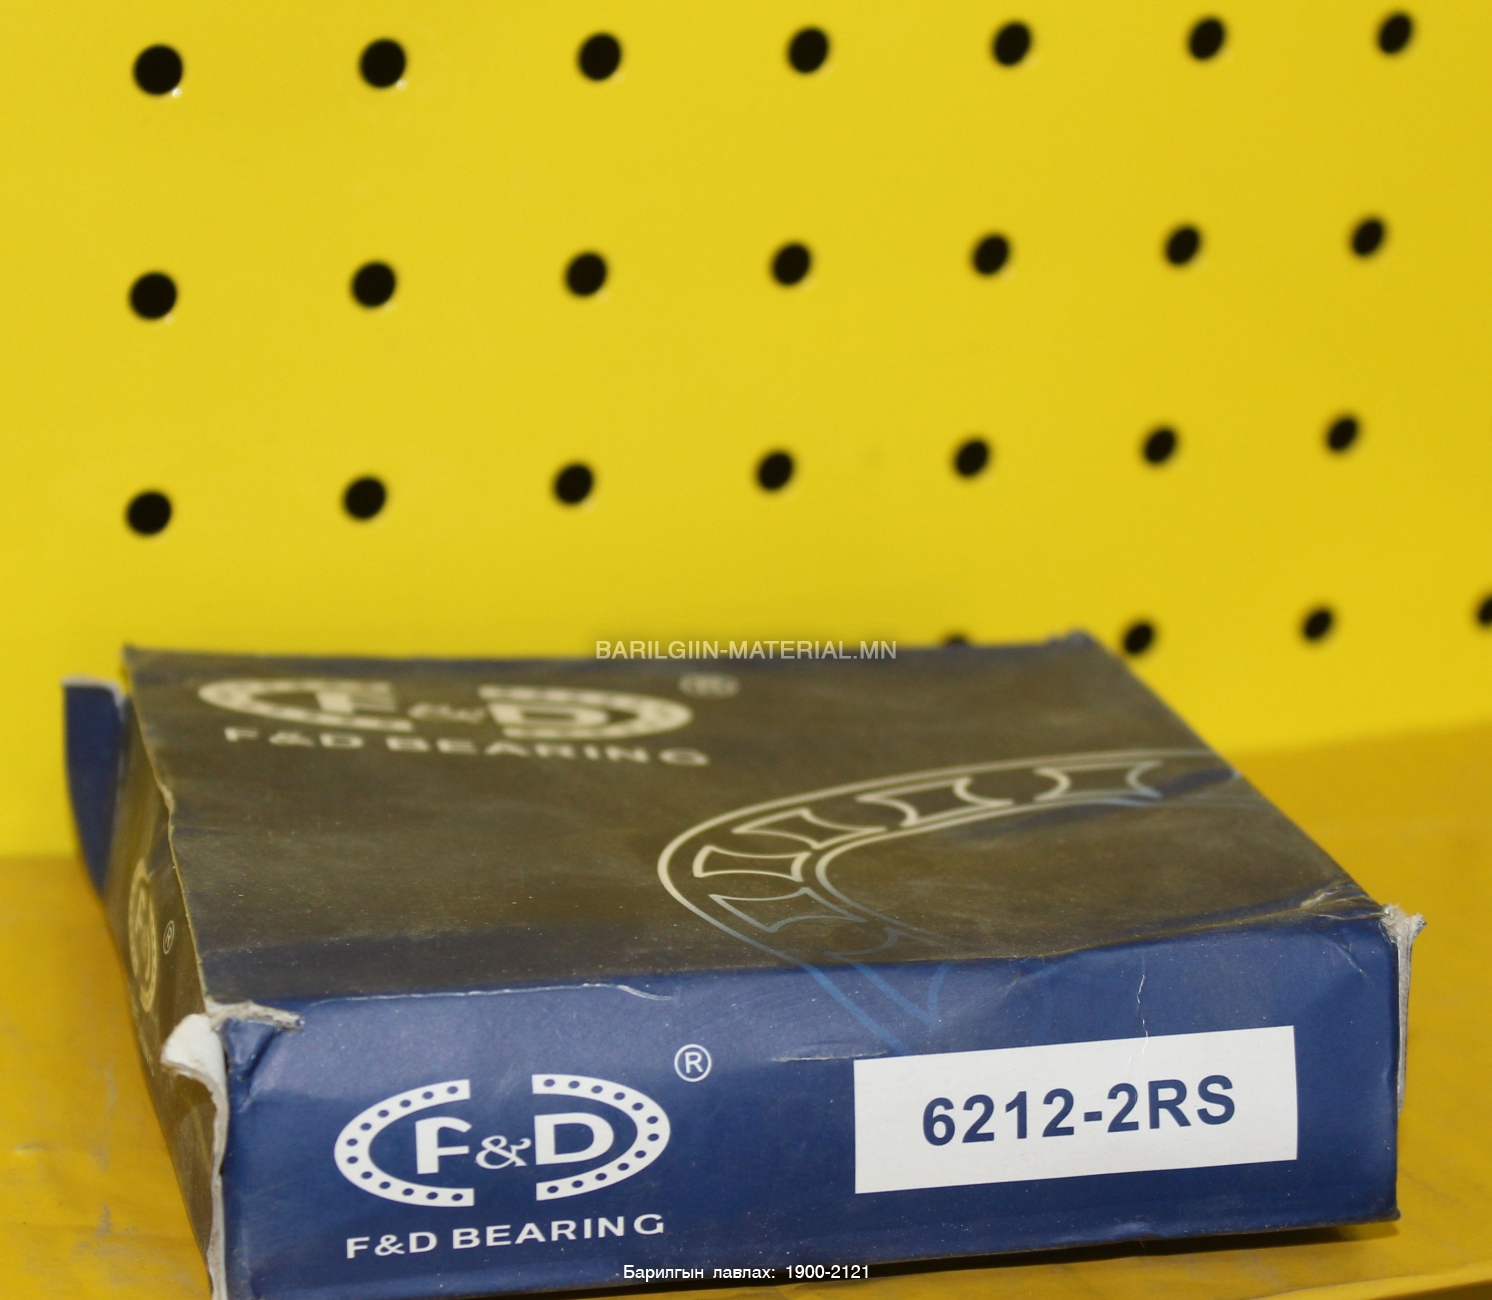 BARILGIIN-MATERIAL.MN
F&D ®
F&D BEARING
®
F&D ®
F&D BEARING
6212-2RS
Барилгын лавлах: 1900-2121